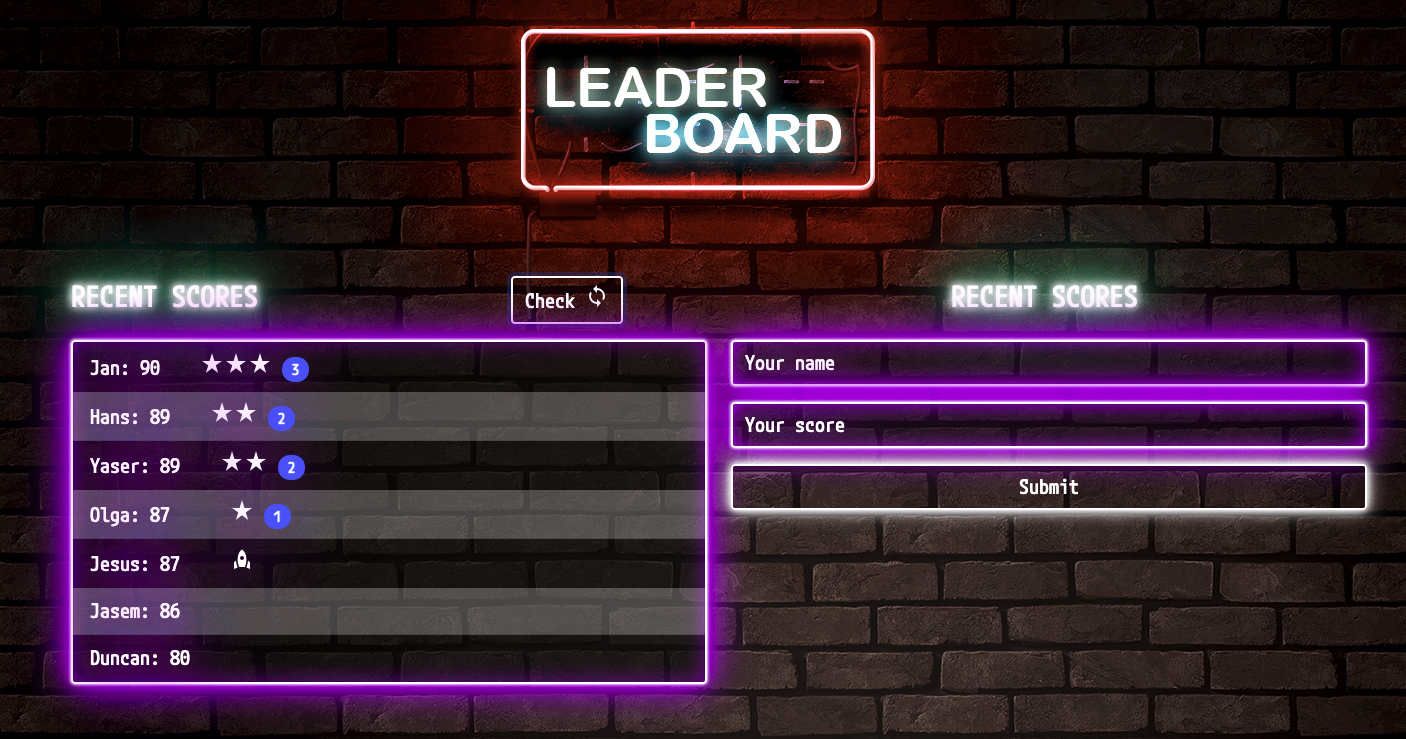 LEADER
BOARD
RECENT SCORES
Check
Jan: 90 3
Hans: 89 2
Yaser: 89 2
Olga: 87 1
Jesus: 87
Jasem: 86
Duncan: 80
RECENT SCORES
Your name
Your score
Submit